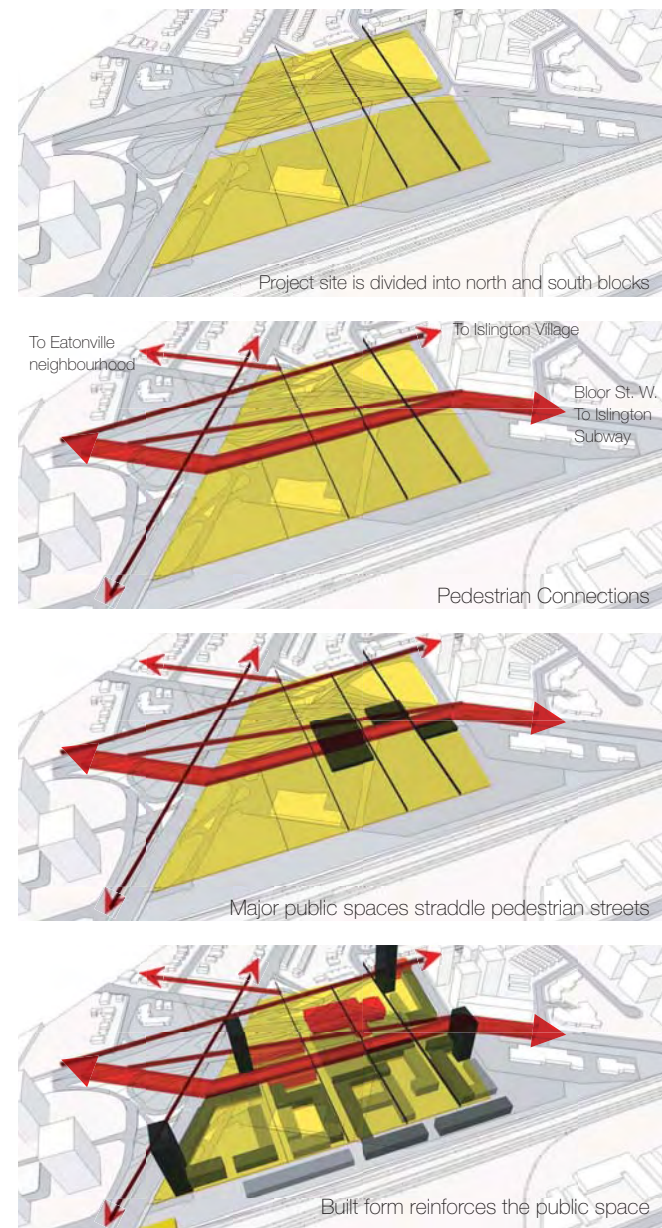 Project site is divided into north and south blocks
To Eatonville
neighbourhood
To Islington Village
Bloor St. W.
To Islington
Subway
Pedestrian Connections
Major public spaces straddle pedestrian streets
Built form reinforces the public space